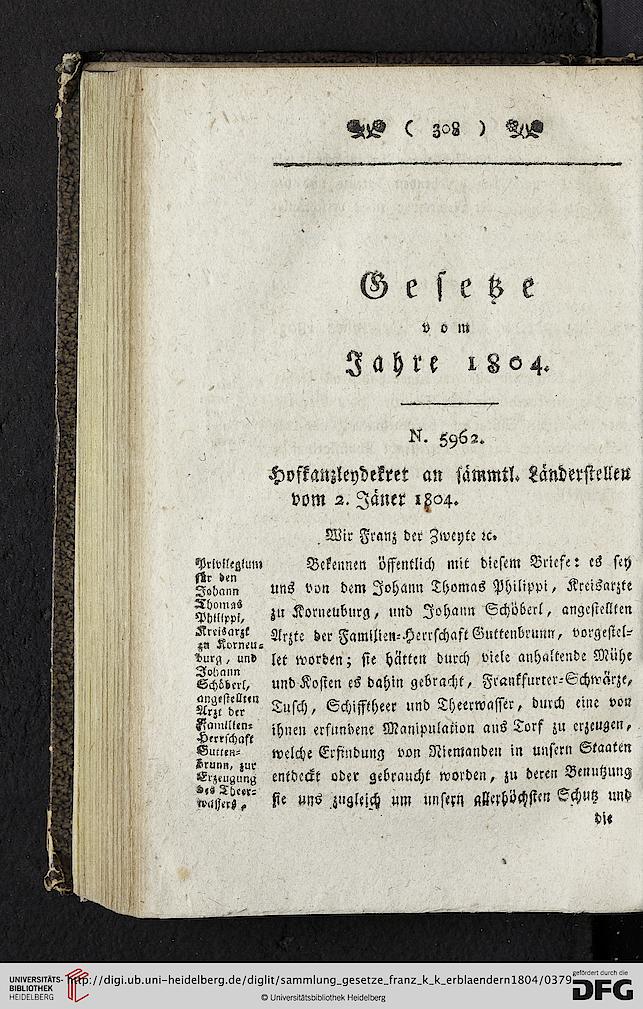 ( 308 )
Gesetze
vom
Jahre 1804.
N. 5962.
Hofkanzleydekret an sämmtl. Länderstellen
vom 2. Jäner 1804.
Wir Franz der Zweyte ꝛc.
Privilegium
für den
Johann
Thomas
Philippi,
Kreisarzt
zu Korneu-
burg, und
Johann
Schöberl,
angestellten
Arzt der
Familien-
Herrschaft
Gutten-
brunn, zur
Erzeugung
des Theer-
wassers.
Bekennen öffentlich mit diesem Briefe: es sey
uns von dem Johann Thomas Philippi, Kreisarzte
zu Korneuburg, und Johann Schöberl, angestellten
Arzte der Familien-Herrschaft Guttenbrunn, vorgestel-
let worden; sie hätten durch viele anhaltende Mühe
und Kosten es dahin gebracht, Frankfurter-Schwärze,
Tusch, Schifftheer und Theerwasser, durch eine von
ihnen erfundene Manipulation aus Torf zu erzeugen,
welche Erfindung von Niemanden in unsern Staaten
entdeckt oder gebraucht worden, zu deren Benutzung
sie uns zugleich um unsern allerhöchsten Schutz und
die
UNIVERSITÄTS-
BIBLIOTHEK
HEIDELBERG
http://digi.ub.uni-heidelberg.de/diglit/sammlung_gesetze_franz_k_k_erblaendern1804/0379
© Universitätsbibliothek Heidelberg
gefördert durch die
DFG